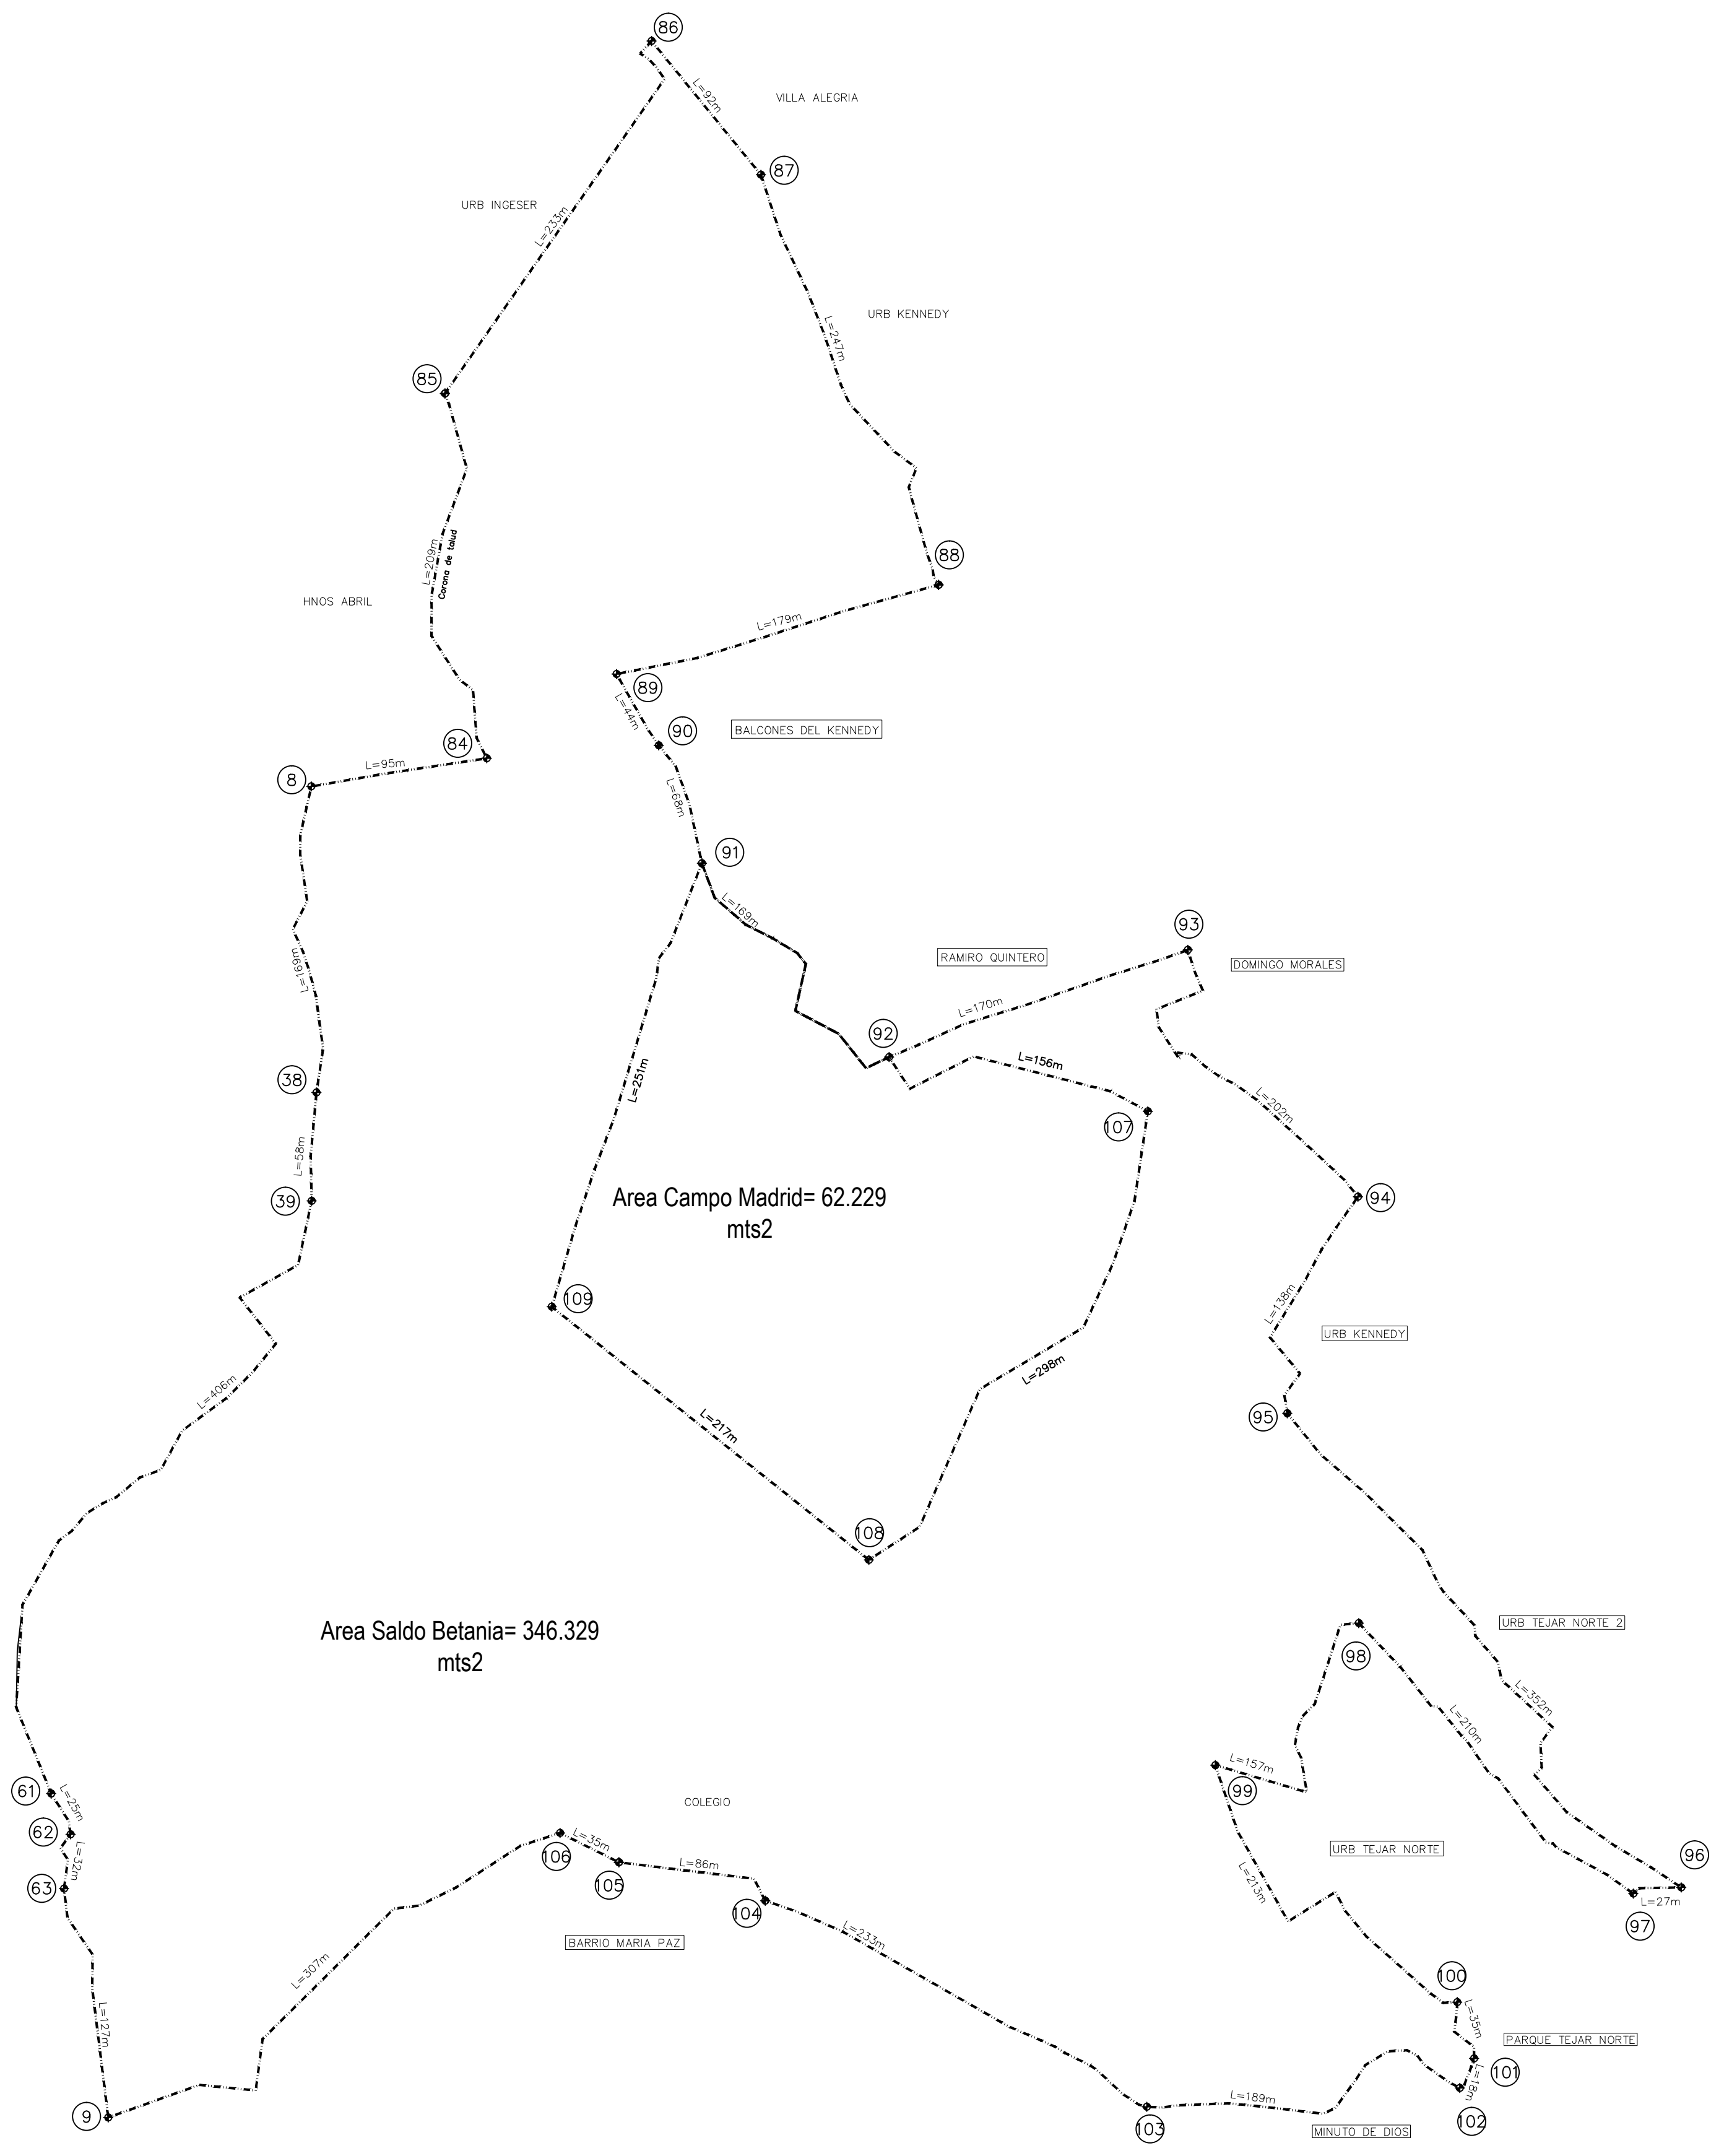 86
L=92m
VILLA ALEGRIA
87
URB INGESER
L=233m
URB KENNEDY
L=247m
85
L=209m
Corona de talud
88
HNOS ABRIL
L=179m
89
L=44m
90
BALCONES DEL KENNEDY
84
L=95m
8
L=68m
91
L=169m
93
RAMIRO QUINTERO
DOMINGO MORALES
L=169m
L=170m
92
L=156m
38
L=251m
L=202m
107
L=58m
39
Area Campo Madrid= 62.229
mts2
94
109
L=138m
URB KENNEDY
L=298m
L=406m
L=217m
95
108
Area Saldo Betania= 346.329
mts2
URB TEJAR NORTE 2
98
L=352m
L=210m
L=157m
99
61
L=25m
COLEGIO
62
L=32m
106
L=35m
105
L=86m
URB TEJAR NORTE
63
L=213m
96
L=27m
97
104
L=233m
BARRIO MARIA PAZ
L=307m
100
L=35m
L=127m
PARQUE TEJAR NORTE
101
L=18m
9
L=189m
102
103
MINUTO DE DIOS